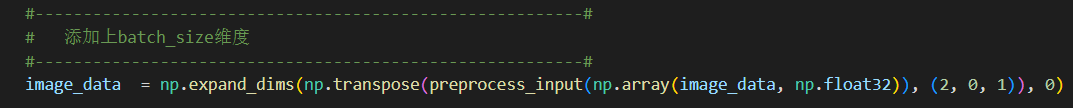 #---------------------------------------------------------#
#   添加上batch_size维度
#---------------------------------------------------------#
image_data  = np.expand_dims(np.transpose(preprocess_input(np.array(image_data, np.float32)), (2, 0, 1)), 0)